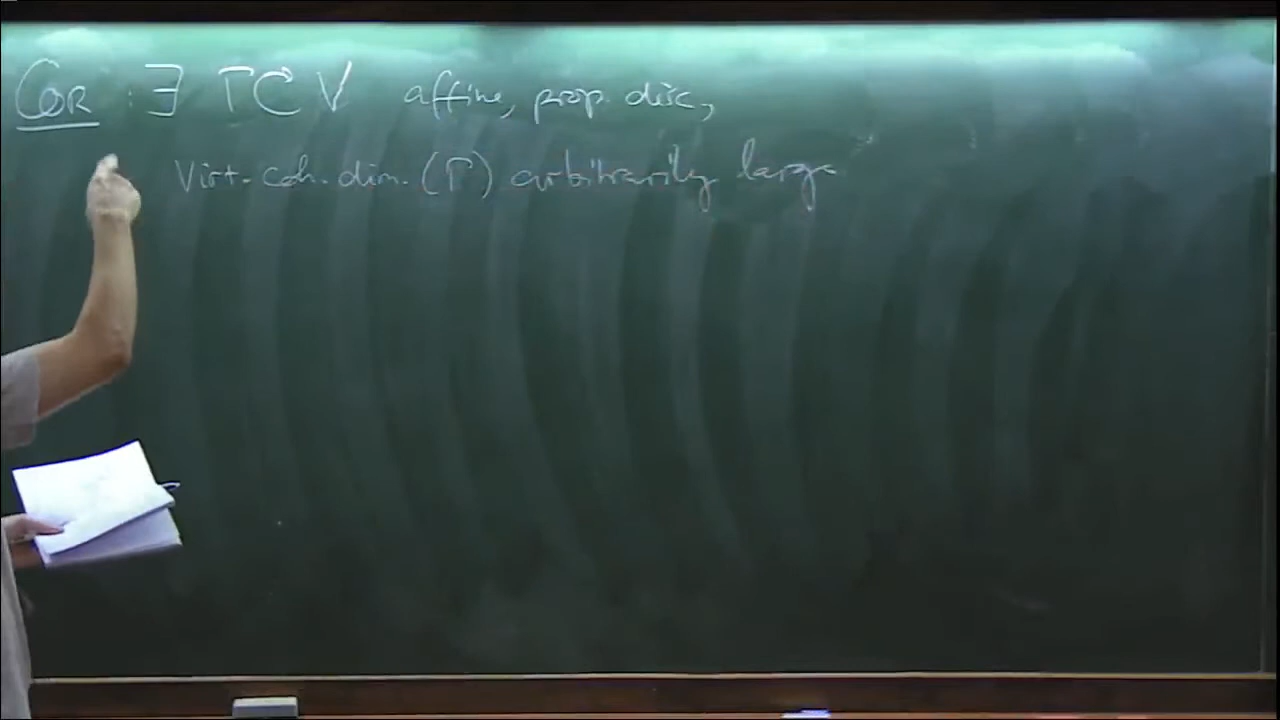 Cor : ∃ Γ ↻ V affine, prop. disc,
Virt. coh. dim. (Γ) arbitrarily large